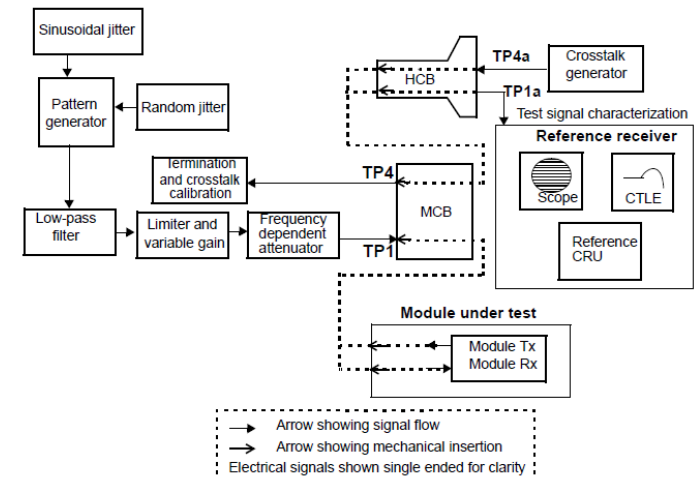 Sinusoidal jitter
Pattern
generator
Random jitter
HCB
TP4a
TP1a
Crosstalk
generator
Test signal characterization
Reference receiver
Scope
CTLE
Reference
CRU
Termination
and crosstalk
calibration
TP4
MCB
Low-pass
filter
Limiter and
variable gain
Frequency
dependent
attenuator
TP1
Module under test
Module Tx
Module Rx
Arrow showing signal flow
Arrow showing mechanical insertion
Electrical signals shown single ended for clarity